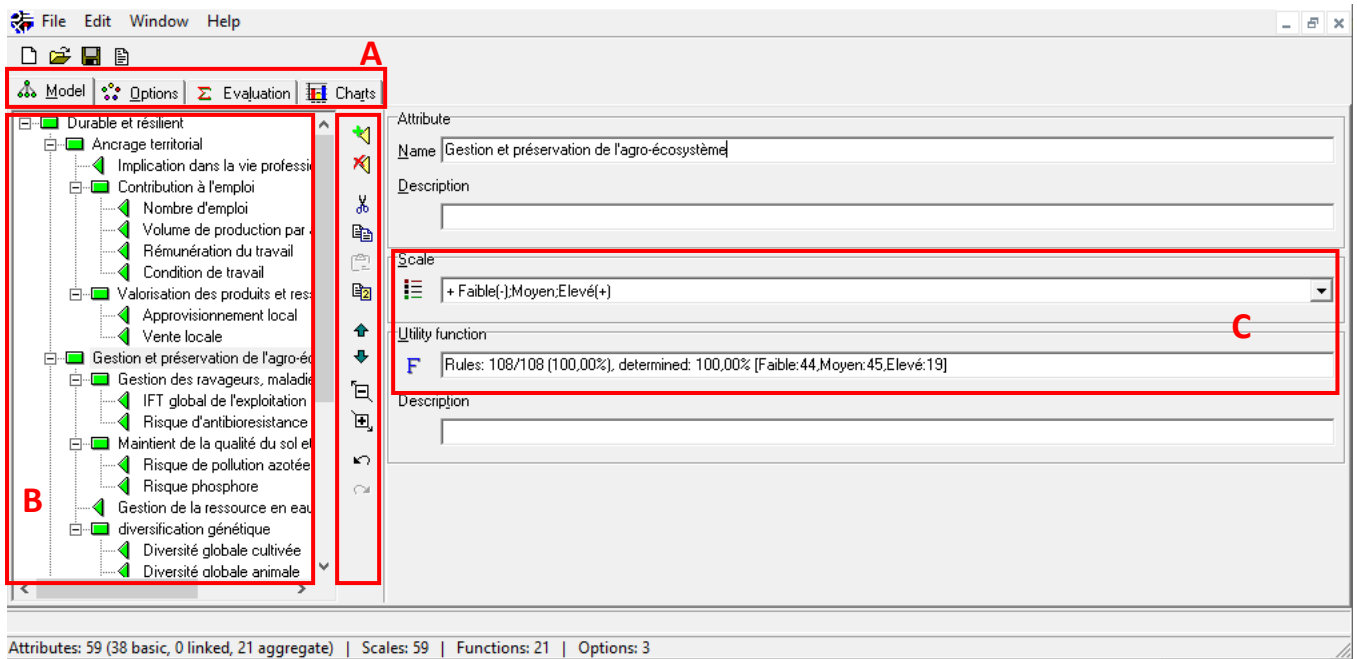 File Edit Window Help
A
Model Options Evaluation Charts
Durable et résilient
Ancrage territorial
Implication dans la vie professi
Contribution à l'emploi
Nombre d'emploi
Volume de production par
Rémunération du travail
Condition de travail
Valorisation des produits et res
Approvisionnement local
Vente locale
Gestion et préservation de l'agro-éc
Gestion des ravageurs, maladie
IFT global de l'exploitation
Risque d'antibioresistance
Maintient de la qualité du sol et
Risque de pollution azotée
Risque phosphore
Gestion de la ressource en eau
diversification génétique
Diversité globale cultivée
Diversité globale animale
B
Attribute
Name Gestion et préservation de l'agro-écosystème
Description
Scale
+ Faible(-);Moyen;Elevé(+)
C
Utility function
F Rules: 108/108 (100,00%), determined: 100,00% [Faible:44,Moyen:45,Elevé:19]
Description
Attributes: 59 (38 basic, 0 linked, 21 aggregate) | Scales: 59 | Functions: 21 | Options: 3